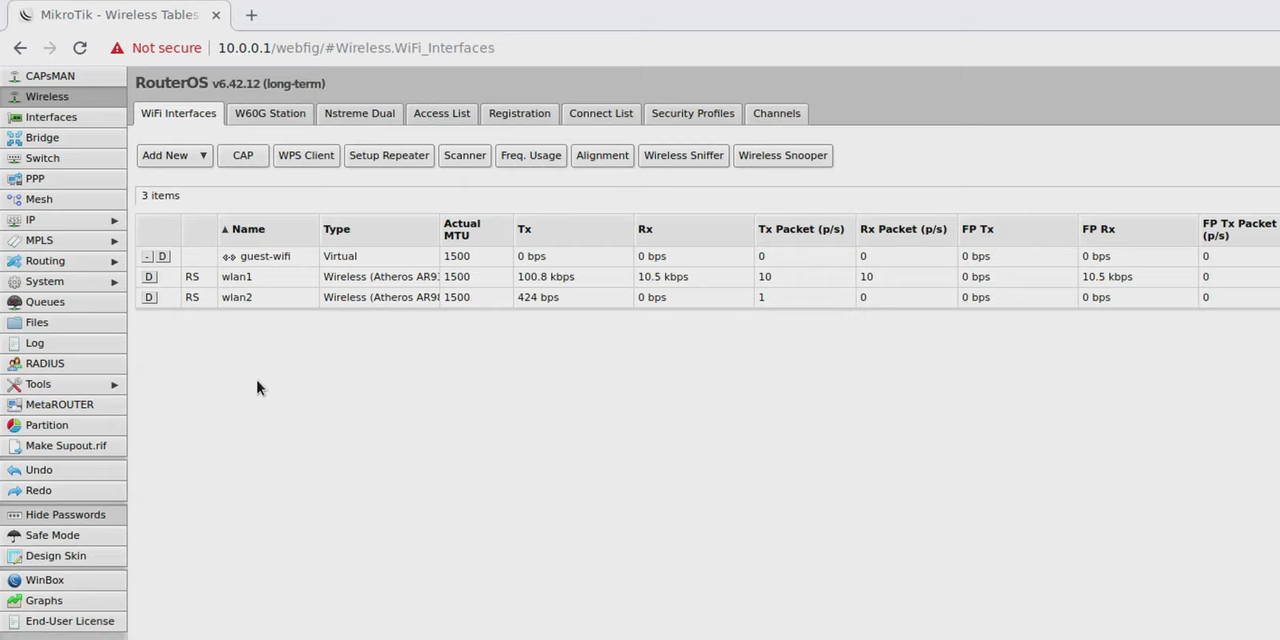 MikroTik - Wireless Tables
Not secure 10.0.0.1/webfig/#Wireless.WiFi_Interfaces
CAPsMAN
Wireless
Interfaces
Bridge
Switch
PPP
Mesh
IP
MPLS
Routing
System
Queues
Files
Log
RADIUS
Tools
MetaROUTER
Partition
Make Supout.rif
Undo
Redo
Hide Passwords
Safe Mode
Design Skin
WinBox
Graphs
End-User License
RouterOS v6.42.12 (long-term)
WiFi Interfaces W60G Station Nstreme Dual Access List Registration Connect List Security Profiles Channels
Add New CAP WPS Client Setup Repeater Scanner Freq. Usage Alignment Wireless Sniffer Wireless Snooper
3 items
Name Type Actual MTU Tx Rx Tx Packet (p/s) Rx Packet (p/s) FP Tx FP Rx FP Tx Packet (p/s)
- D guest-wifi Virtual 1500 0 bps 0 bps 0 0 0 bps 0 bps 0
D RS wlan1 Wireless (Atheros AR9 1500 100.8 kbps 10.5 kbps 10 10 0 bps 10.5 kbps 0
D RS wlan2 Wireless (Atheros AR9 1500 424 bps 0 bps 1 0 0 bps 0 bps 0